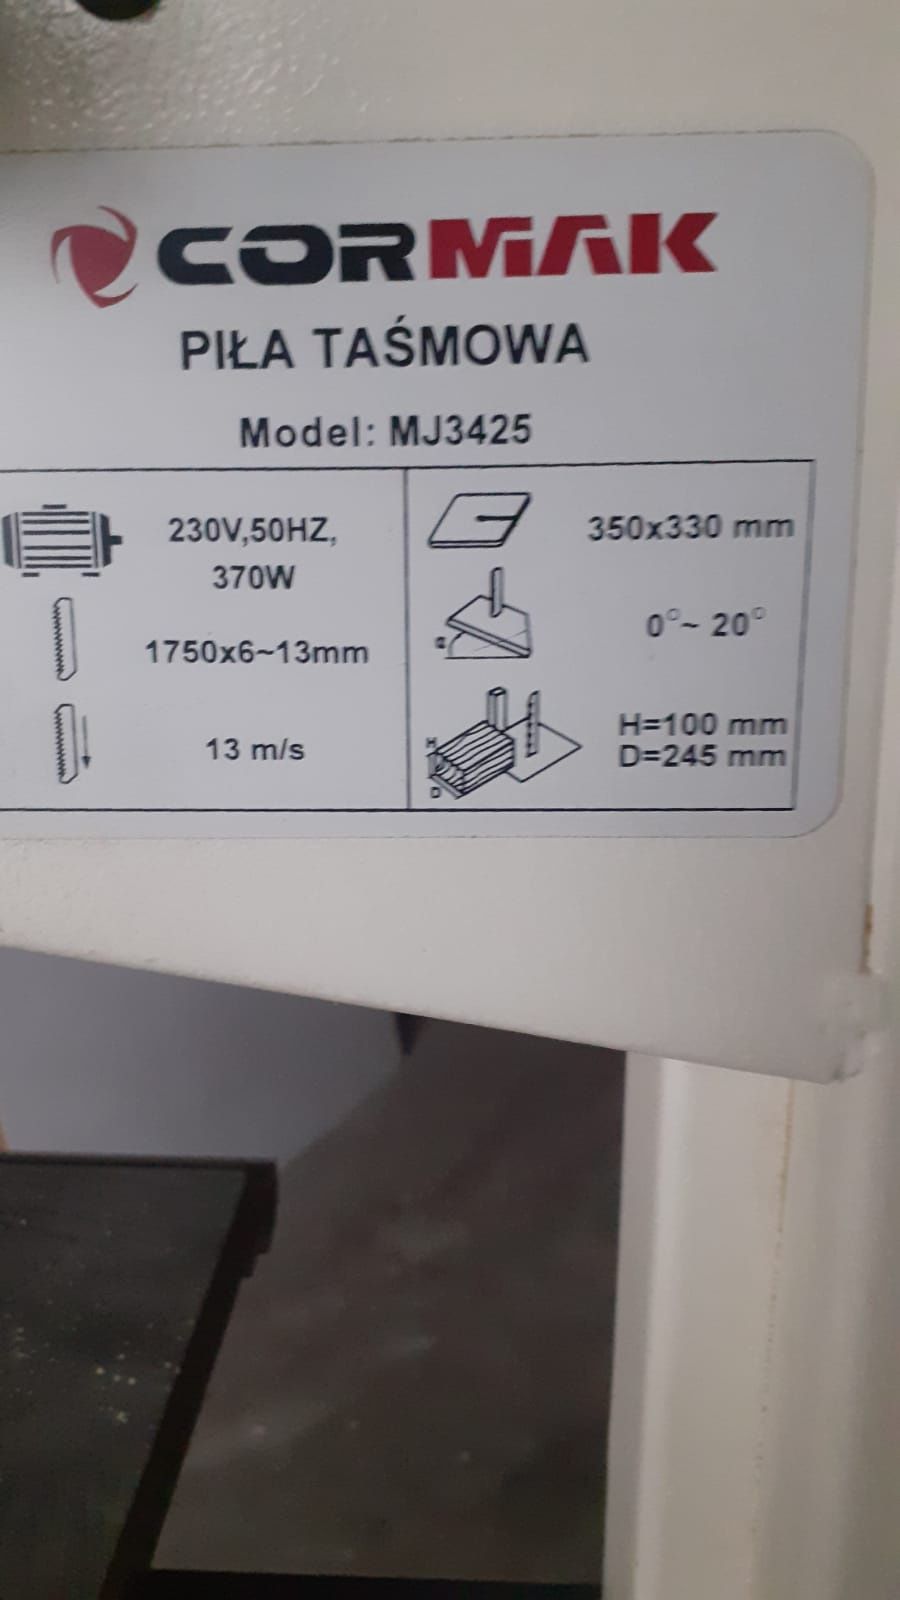 CORMAK
PIŁA TAŚMOWA
Model: MJ3425
230V,50HZ,
370W
1750x6~13mm
13 m/s
350x330 mm
0°~ 20°
H=100 mm
D=245 mm
H
D